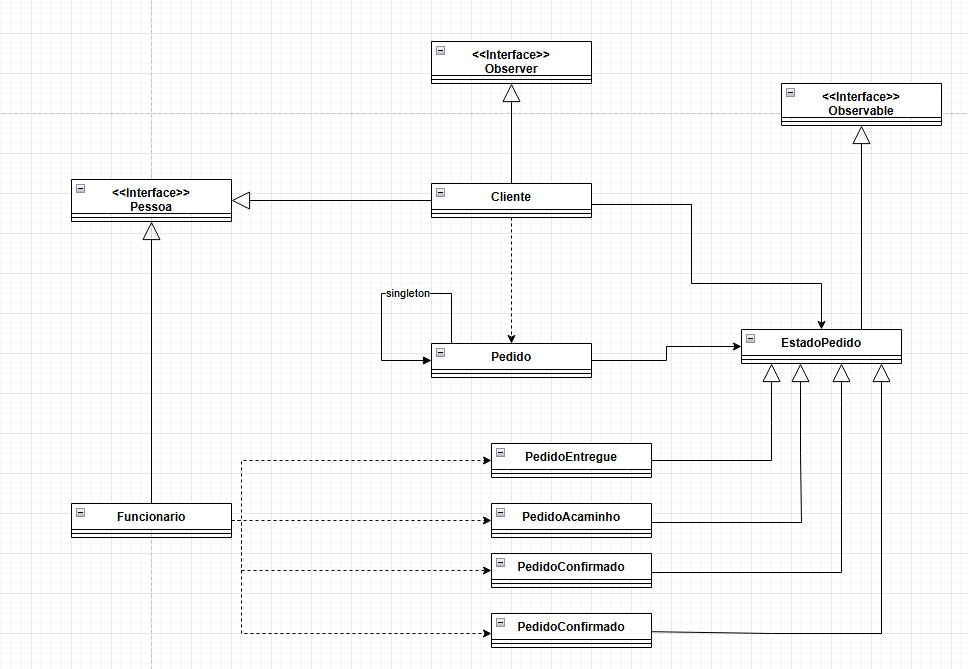 <<Interface>>
Observer
<<Interface>>
Observable
<<Interface>>
Pessoa
Cliente
singleton
Pedido
EstadoPedido
PedidoEntregue
Funcionario
PedidoAcaminho
PedidoConfirmado
PedidoConfirmado